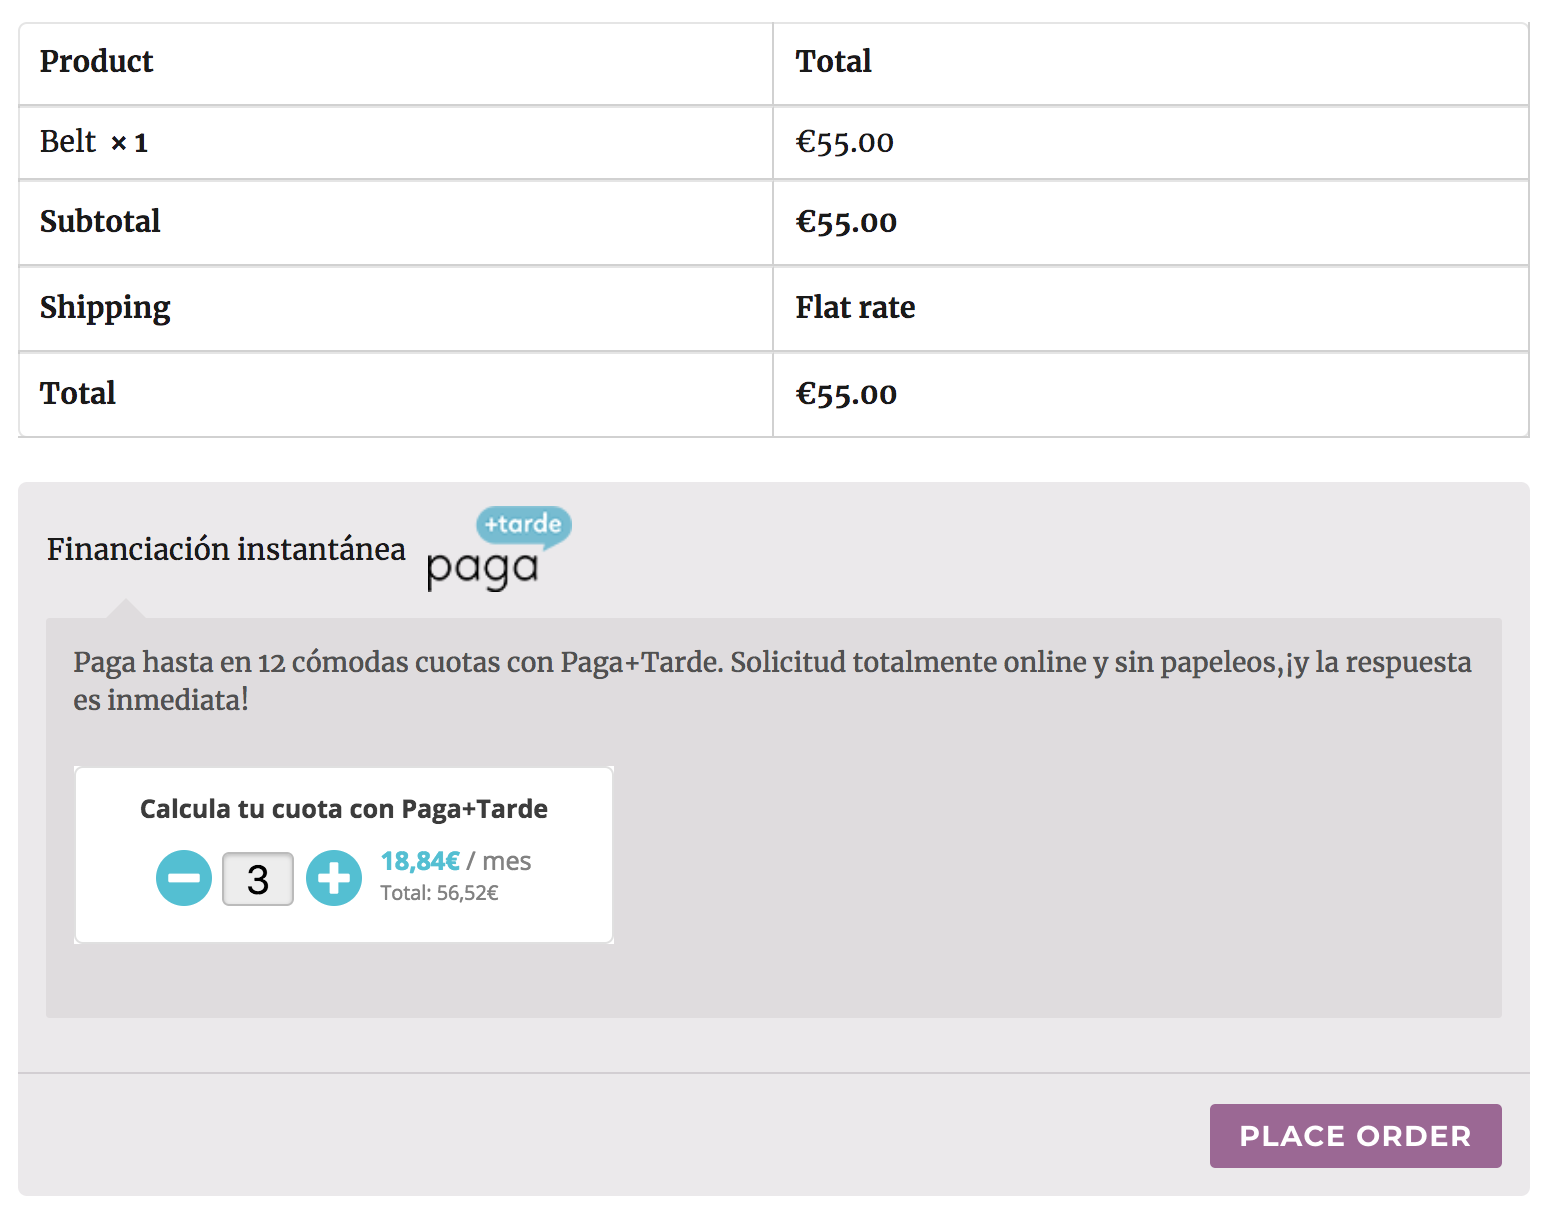 Product Total
Belt × 1 €55.00
Subtotal €55.00
Shipping Flat rate
Total €55.00
Financiación instantánea
+tarde
paga
Paga hasta en 12 cómodas cuotas con Paga+Tarde. Solicitud totalmente online y sin papeleos,¡y la respuesta
es inmediata!
Calcula tu cuota con Paga+Tarde
3 18,84€ / mes
Total: 56,52€
PLACE ORDER